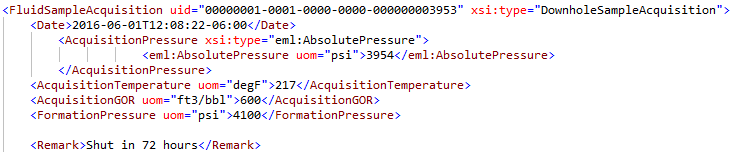 <FluidSampleAcquisition uid="00000001-0001-0000-0000-000000003953" xsi:type="DownholeSampleAcquisition">
<Date>2016-06-01T12:08:22-06:00</Date>
<AcquisitionPressure xsi:type="eml:AbsolutePressure">
<eml:AbsolutePressure uom="psi">3954</eml:AbsolutePressure>
</AcquisitionPressure>
<AcquisitionTemperature uom="degF">217</AcquisitionTemperature>
<AcquisitionGOR uom="ft3/bbl">600</AcquisitionGOR>
<FormationPressure uom="psi">4100</FormationPressure>
<Remark>Shut in 72 hours</Remark>